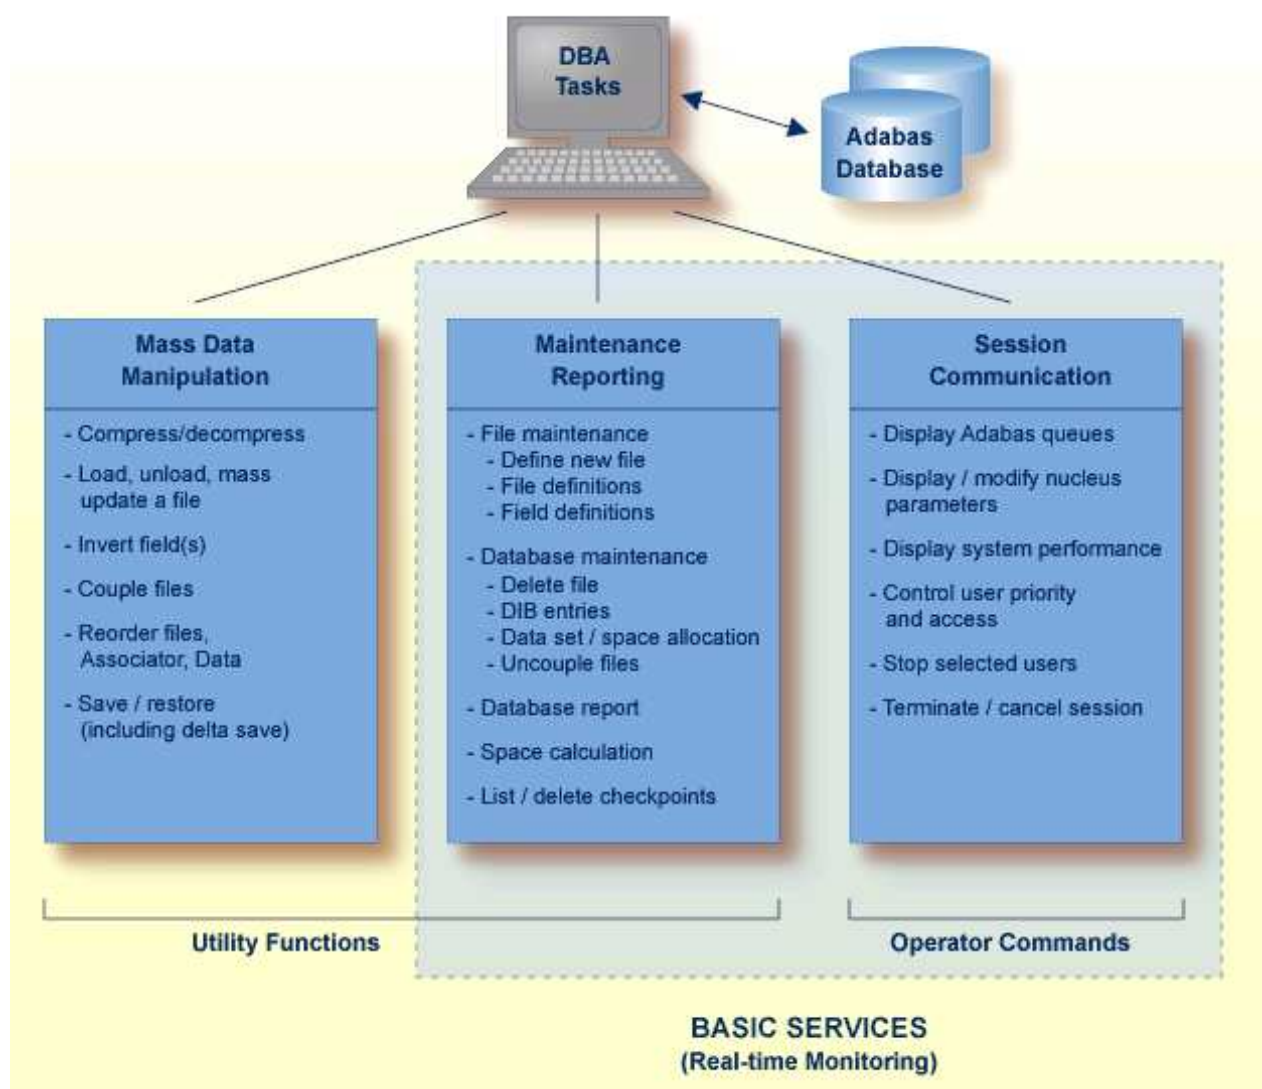 DBA
Tasks
Adabas
Database
Mass Data
Manipulation
- Compress/decompress
- Load, unload, mass
update a file
- Invert field(s)
- Couple files
- Reorder files,
Associator, Data
- Save / restore
(including delta save)
Maintenance
Reporting
- File maintenance
- Define new file
- File definitions
- Field definitions
- Database maintenance
- Delete file
- DIB entries
- Data set / space allocation
- Uncouple files
- Database report
- Space calculation
- List / delete checkpoints
Session
Communication
- Display Adabas queues
- Display / modify nucleus
parameters
- Display system performance
- Control user priority
and access
- Stop selected users
- Terminate / cancel session
Utility Functions
Operator Commands
BASIC SERVICES
(Real-time Monitoring)